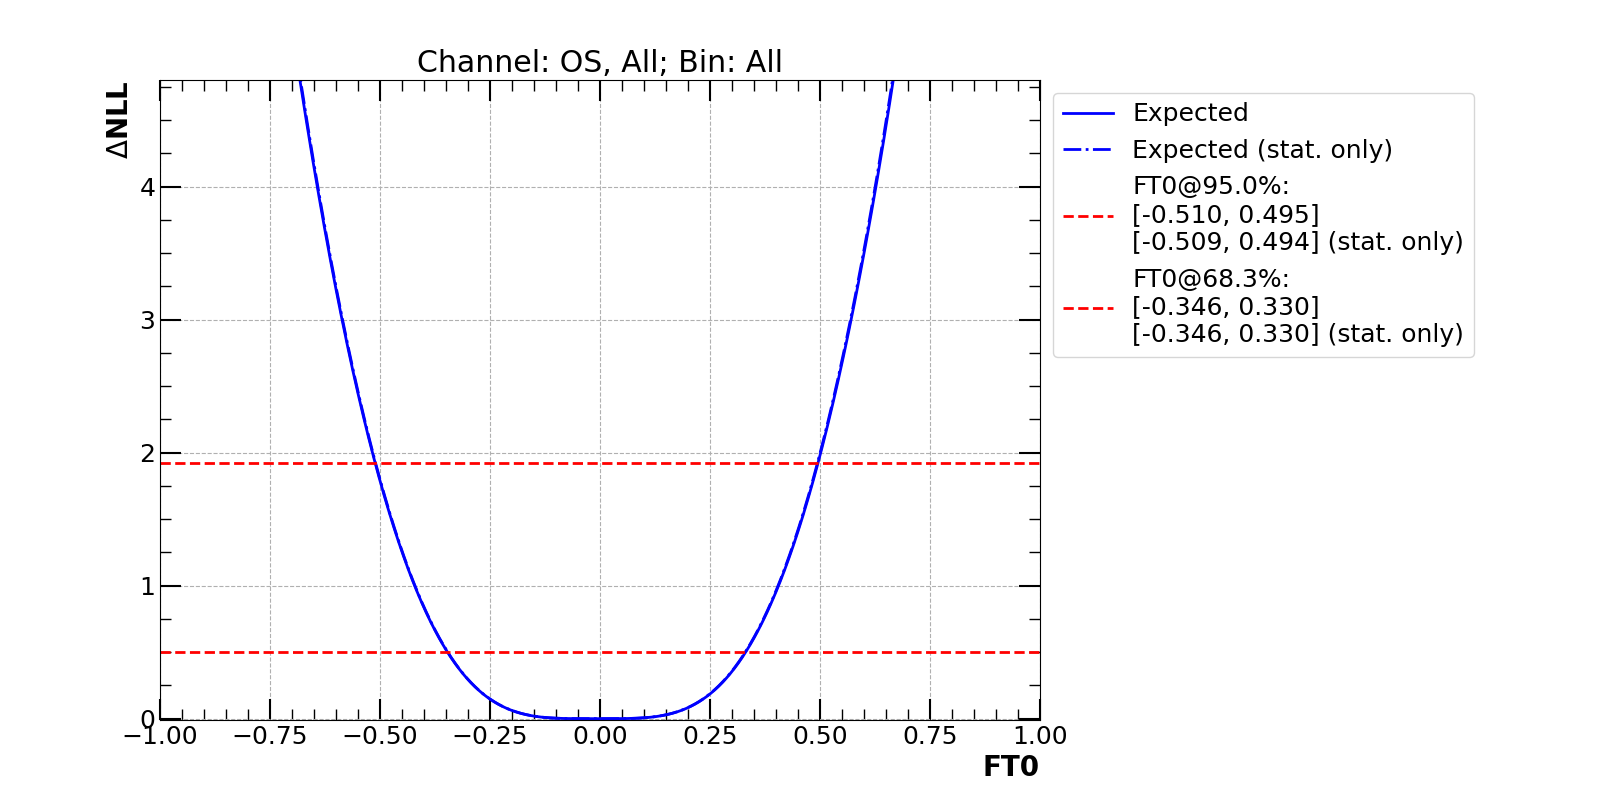 Channel: OS, All; Bin: All
ΔNLL
4
3
2
1
0
−1.00 −0.75 −0.50 −0.25 0.00 0.25 0.50 0.75 1.00
FT0
Expected
Expected (stat. only)
FT0@95.0%:
[-0.510, 0.495]
[-0.509, 0.494] (stat. only)
FT0@68.3%:
[-0.346, 0.330]
[-0.346, 0.330] (stat. only)